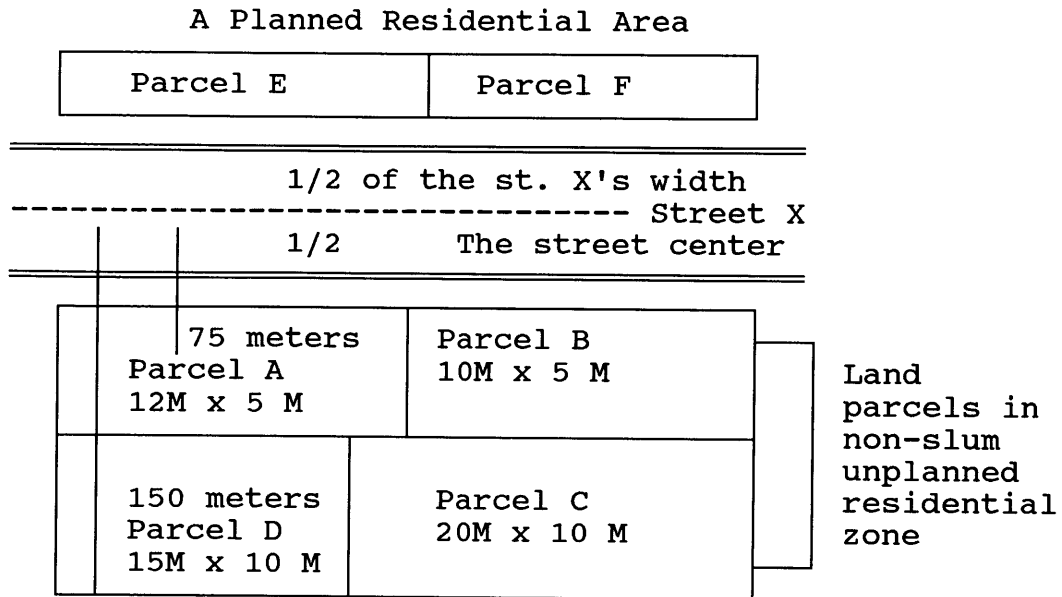 A Planned Residential Area
Parcel E
Parcel F
1/2 of the st. X's width
Street X
1/2 The street center
75 meters
Parcel A
12M x 5 M
Parcel B
10M x 5 M
150 meters
Parcel D
15M x 10 M
Parcel C
20M x 10 M
Land
parcels in
non-slum
unplanned
residential
zone